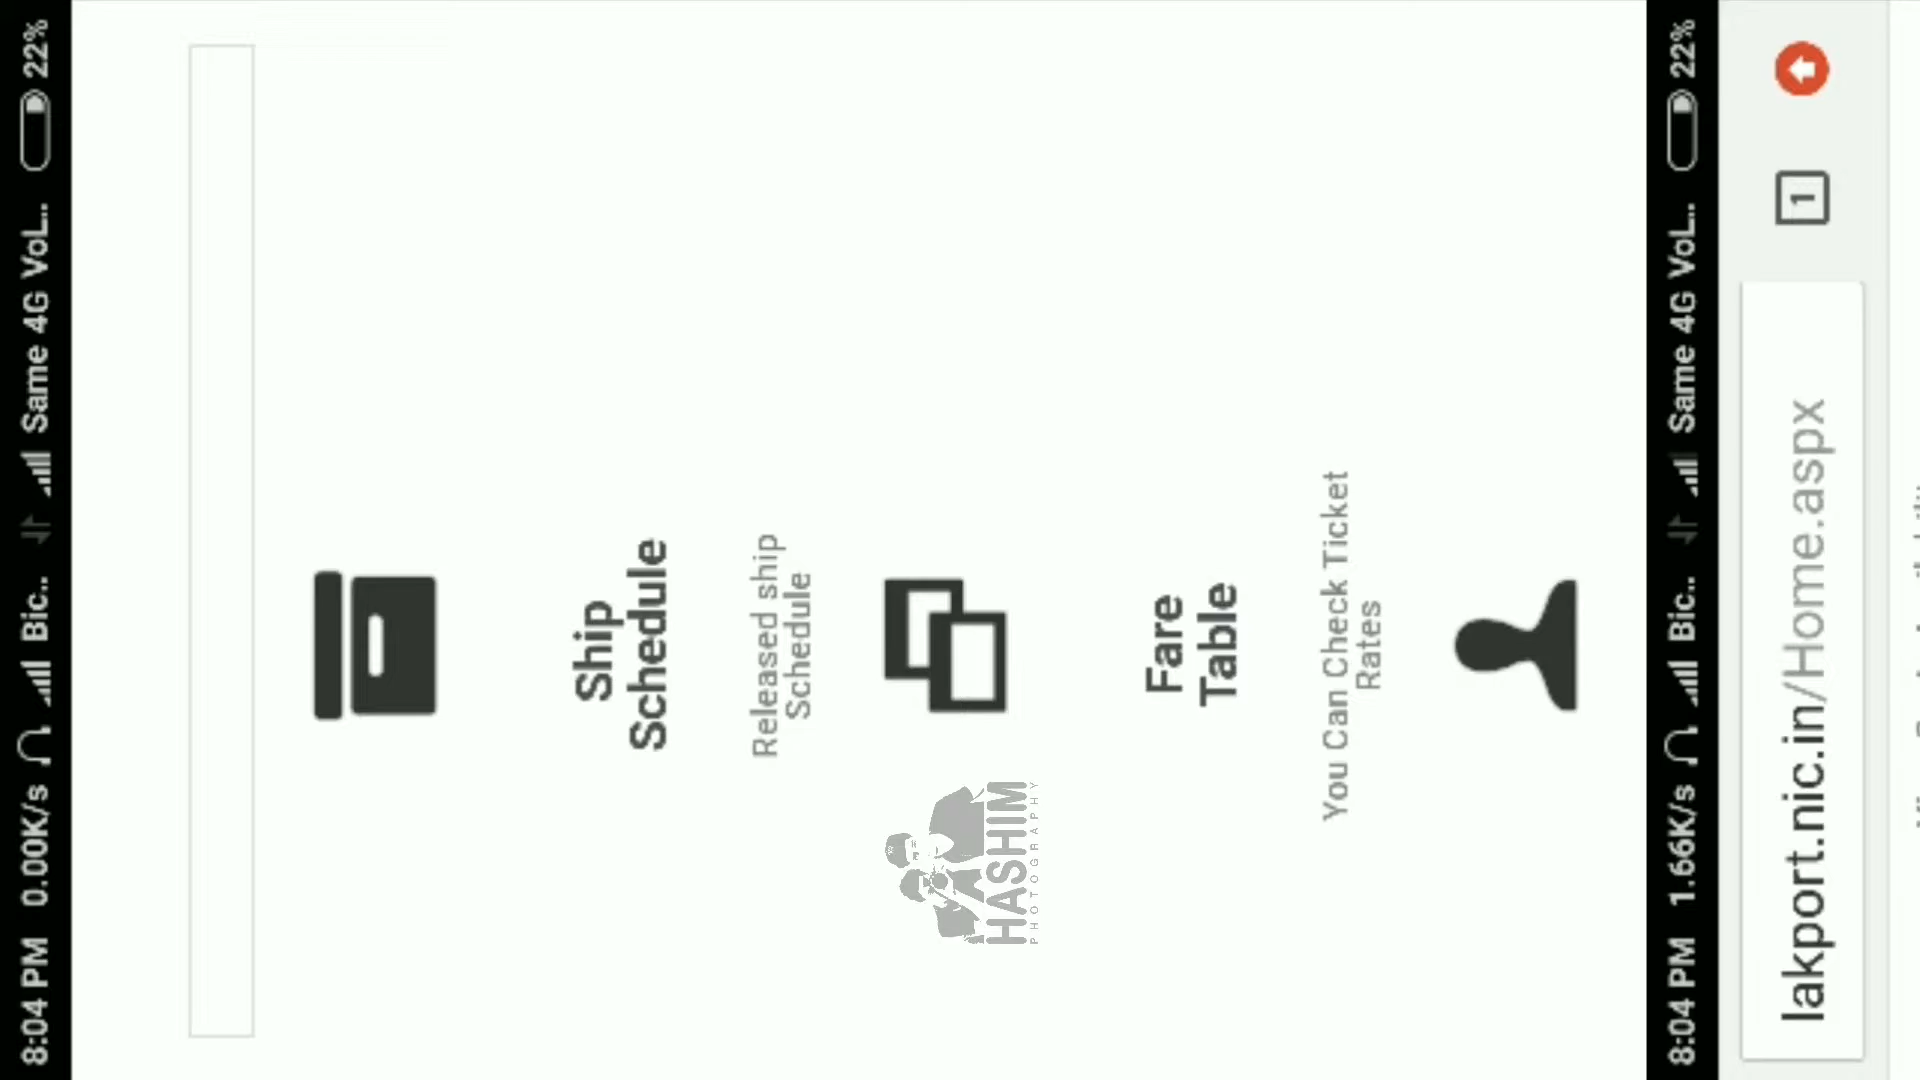 8:04 PM 0.00K/s Bic.. Same 4G VoL.. 22%
Ship
Schedule
Released ship
Schedule
Fare
Table
You Can Check Ticket
Rates
HASHIM
PHOTOGRAPHY
8:04 PM 1.66K/s Bic.. Same 4G VoL.. 22%
lakport.nic.in/Home.aspx
1